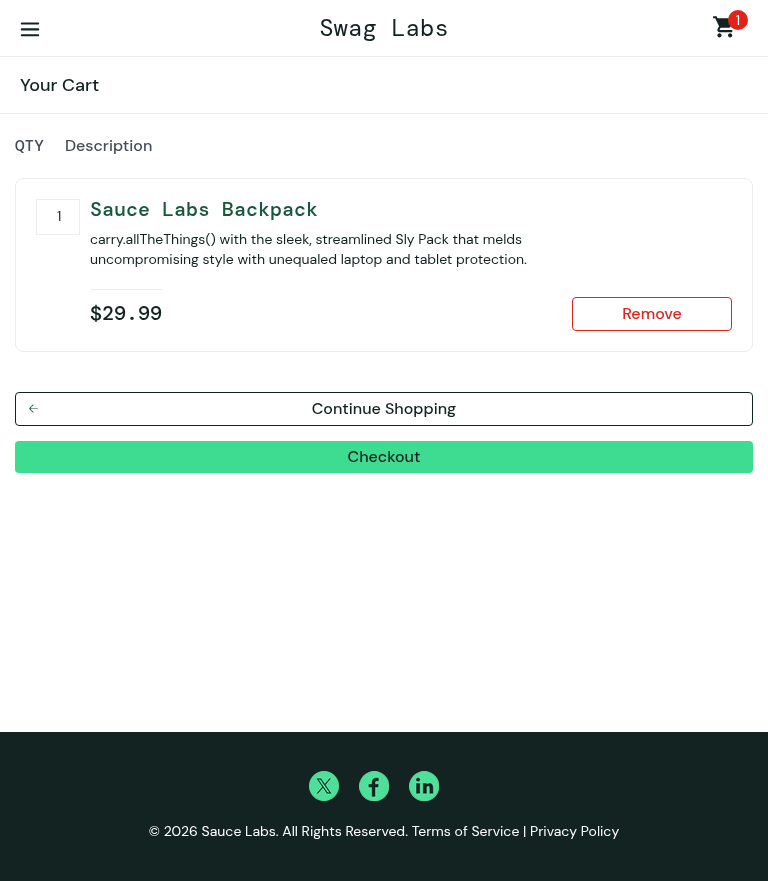 Swag Labs
1
Your Cart
QTY Description
1
Sauce Labs Backpack
carry.allTheThings() with the sleek, streamlined Sly Pack that melds
uncompromising style with unequaled laptop and tablet protection.
$29.99
Remove
Continue Shopping
Checkout
© 2026 Sauce Labs. All Rights Reserved. Terms of Service | Privacy Policy